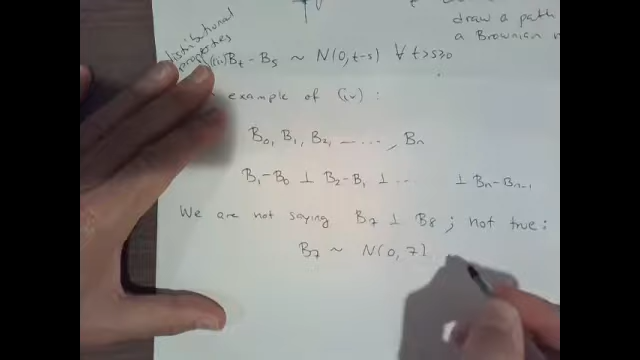 draw a path
a Brownian
distributional
properties
(iii) B_t - B_s ~ N(0, t-s) ∀ t>s≥0
example of (iv):
B_0, B_1, B_2, ......, B_n
B_1 - B_0 ⊥ B_2 - B_1 ⊥ ... ⊥ B_n - B_{n-1}
We are not saying B_7 ⊥ B_8 ; not true:
B_7 ~ N(0, 7)